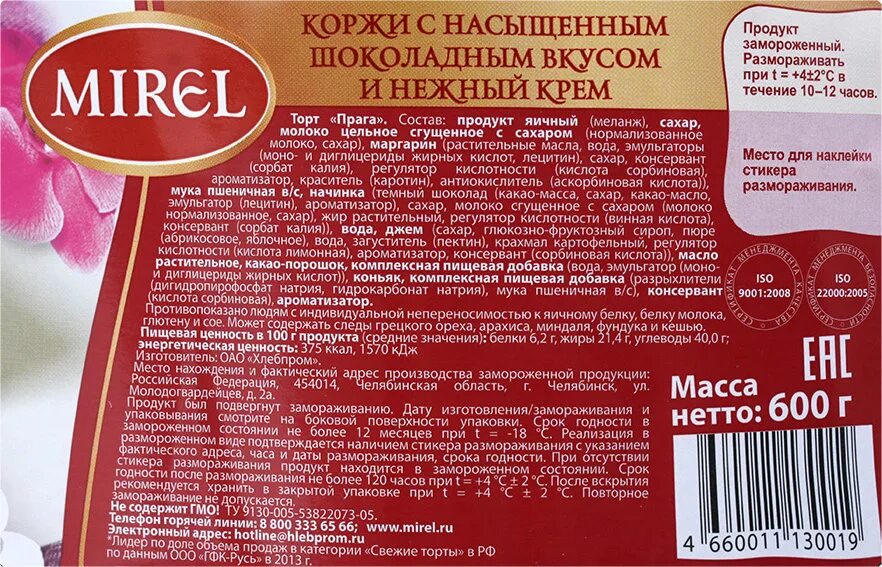 MIREL
КОРЖИ С НАСЫЩЕННЫМ
ШОКОЛАДНЫМ ВКУСОМ
И НЕЖНЫЙ КРЕМ
Продукт
замороженный.
Размораживать
при t = +4±2°С в
течение 10–12 часов.
Место для наклейки
стикера
размораживания.
Торт "Прага". Состав: продукт яичный (меланж), сахар,
молоко цельное сгущенное с сахаром (нормализованное
молоко, сахар), маргарин (растительные масла, вода, эмульгаторы
(моно- и диглицериды жирных кислот, лецитин), сахар, консервант
(сорбат калия), регулятор кислотности (кислота сорбиновая),
ароматизатор, краситель (каротин), антиокислитель (аскорбиновая кислота)),
мука пшеничная в/с, начинка (темный шоколад (какао-масса, сахар, какао-масло,
эмульгатор (лецитин), ароматизатор), сахар, молоко сгущенное с сахаром (молоко
нормализованное, сахар), жир растительный, регулятор кислотности (винная кислота),
консервант (сорбат калия)), вода, джем (сахар, глюкозно-фруктозный сироп, пюре
(абрикосовое, яблочное), вода, загуститель (пектин), крахмал картофельный, регулятор
кислотности (кислота лимонная), ароматизатор, консервант (сорбиновая кислота)), масло
растительное, какао-порошок, комплексная пищевая добавка (вода, эмульгатор (моно-
и диглицериды жирных кислот)), коньяк, комплексная пищевая добавка (разрыхлители
(дигидропирофосфат натрия, гидрокарбонат натрия), мука пшеничная в/с), консервант
(кислота сорбиновая), ароматизатор.
Противопоказано людям с индивидуальной непереносимостью к яичному белку, белку молока,
глютену и сое. Может содержать следы грецкого ореха, арахиса, миндаля, фундука и кешью.
Пищевая ценность в 100 г продукта (средние значения): белки 6,2 г, жиры 21,4 г, углеводы 40,0 г;
энергетическая ценность: 375 ккал, 1570 кДж
Изготовитель: ОАО «Хлебпром».
Место нахождения и фактический адрес производства замороженной продукции:
Российская Федерация, 454014, Челябинская область, г. Челябинск, ул.
Молодогвардейцев, д. 2а.
Продукт был подвергнут замораживанию. Дату изготовления/замораживания и
упаковывания смотрите на боковой поверхности упаковки. Срок годности в
замороженном состоянии не более 12 месяцев при t = -18 °С. Реализация в
размороженном виде подтверждается наличием стикера размораживания с указанием
фактического адреса, часа и даты размораживания, срока годности. При отсутствии
стикера размораживания продукт находится в замороженном состоянии. Срок
годности после размораживания не более 120 часов при t = +4 °С ± 2 °С. После вскрытия
рекомендуется хранить в закрытой упаковке при t = +4 °С ± 2 °С. Повторное
замораживание не допускается.
Не содержит ГМО! ТУ 9130-005-53822073-05.
Телефон горячей линии: 8 800 333 65 66; www.mirel.ru
Электронный адрес: hotline@hlebprom.ru
*Лидер по доле объема продаж в категории «Свежие торты» в РФ
по данным ООО «ГФК-Русь» в 2013 г.
СЕРТИФИКАТ МЕНЕДЖМЕНТА КАЧЕСТВА
ISO
9001:2008
МЕНЕДЖМЕНТА БЕЗОПАСНОСТИ
ISO
22000:2005
EAC
Масса
нетто: 600 г
4 660011 130019